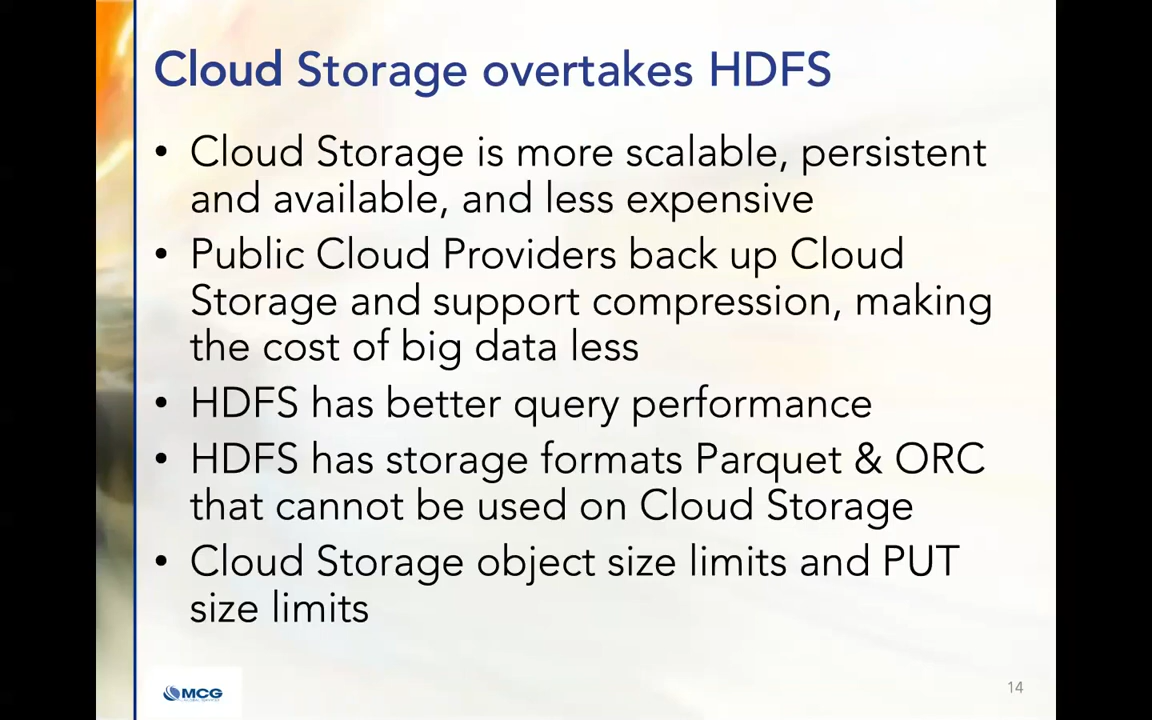 Cloud Storage overtakes HDFS
• Cloud Storage is more scalable, persistent
and available, and less expensive
• Public Cloud Providers back up Cloud
Storage and support compression, making
the cost of big data less
• HDFS has better query performance
• HDFS has storage formats Parquet & ORC
that cannot be used on Cloud Storage
• Cloud Storage object size limits and PUT
size limits
MCG
14